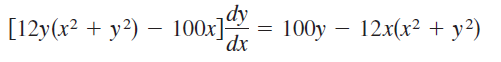 [12y(x² + y²) − 100x] dy/dx = 100y − 12x(x² + y²)